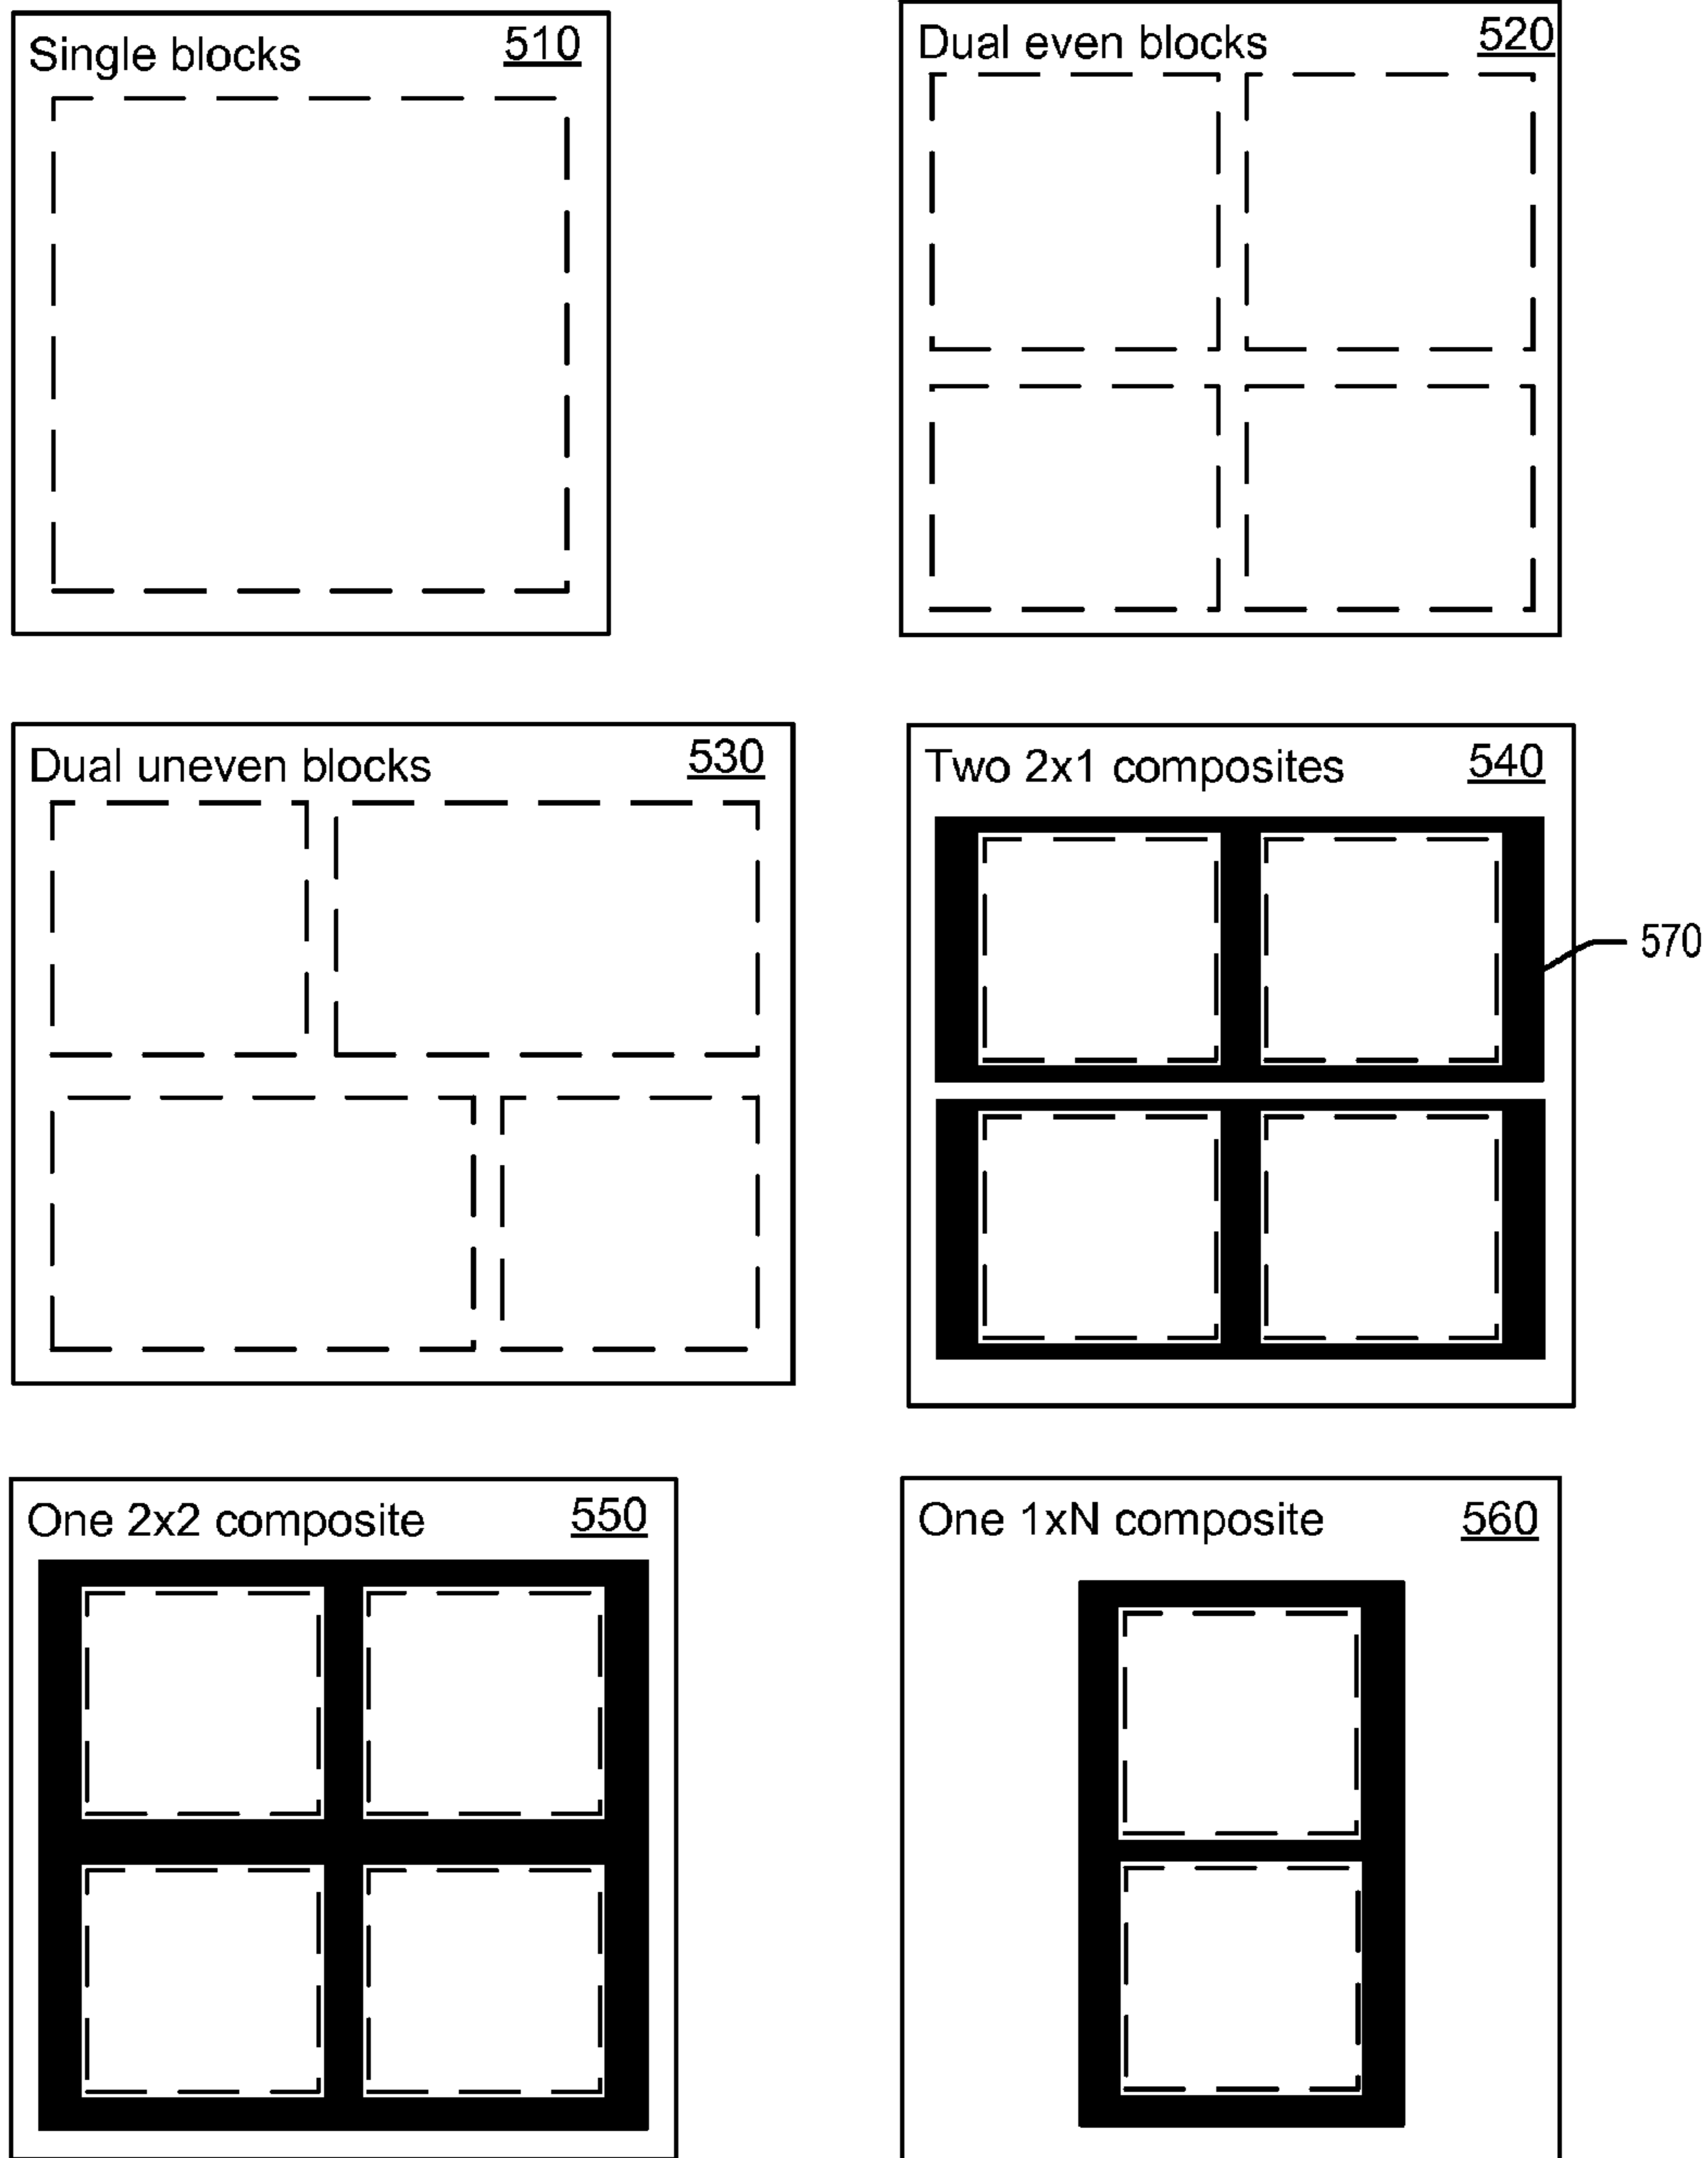 Single blocks 510
Dual even blocks 520
Dual uneven blocks 530
Two 2x1 composites 540
570
One 2x2 composite 550
One 1xN composite 560